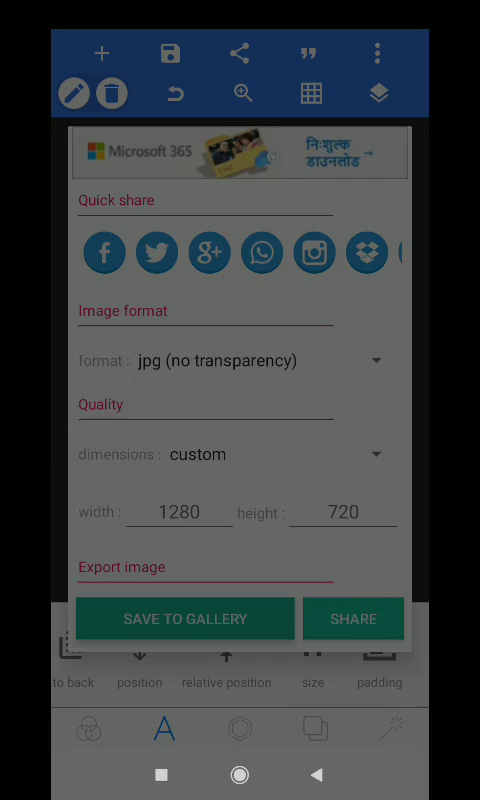 Microsoft 365
निःशुल्क
डाउनलोड →
Quick share
Image format
format : jpg (no transparency)
Quality
dimensions : custom
width : 1280 height : 720
Export image
SAVE TO GALLERY SHARE
to back position relative position size padding